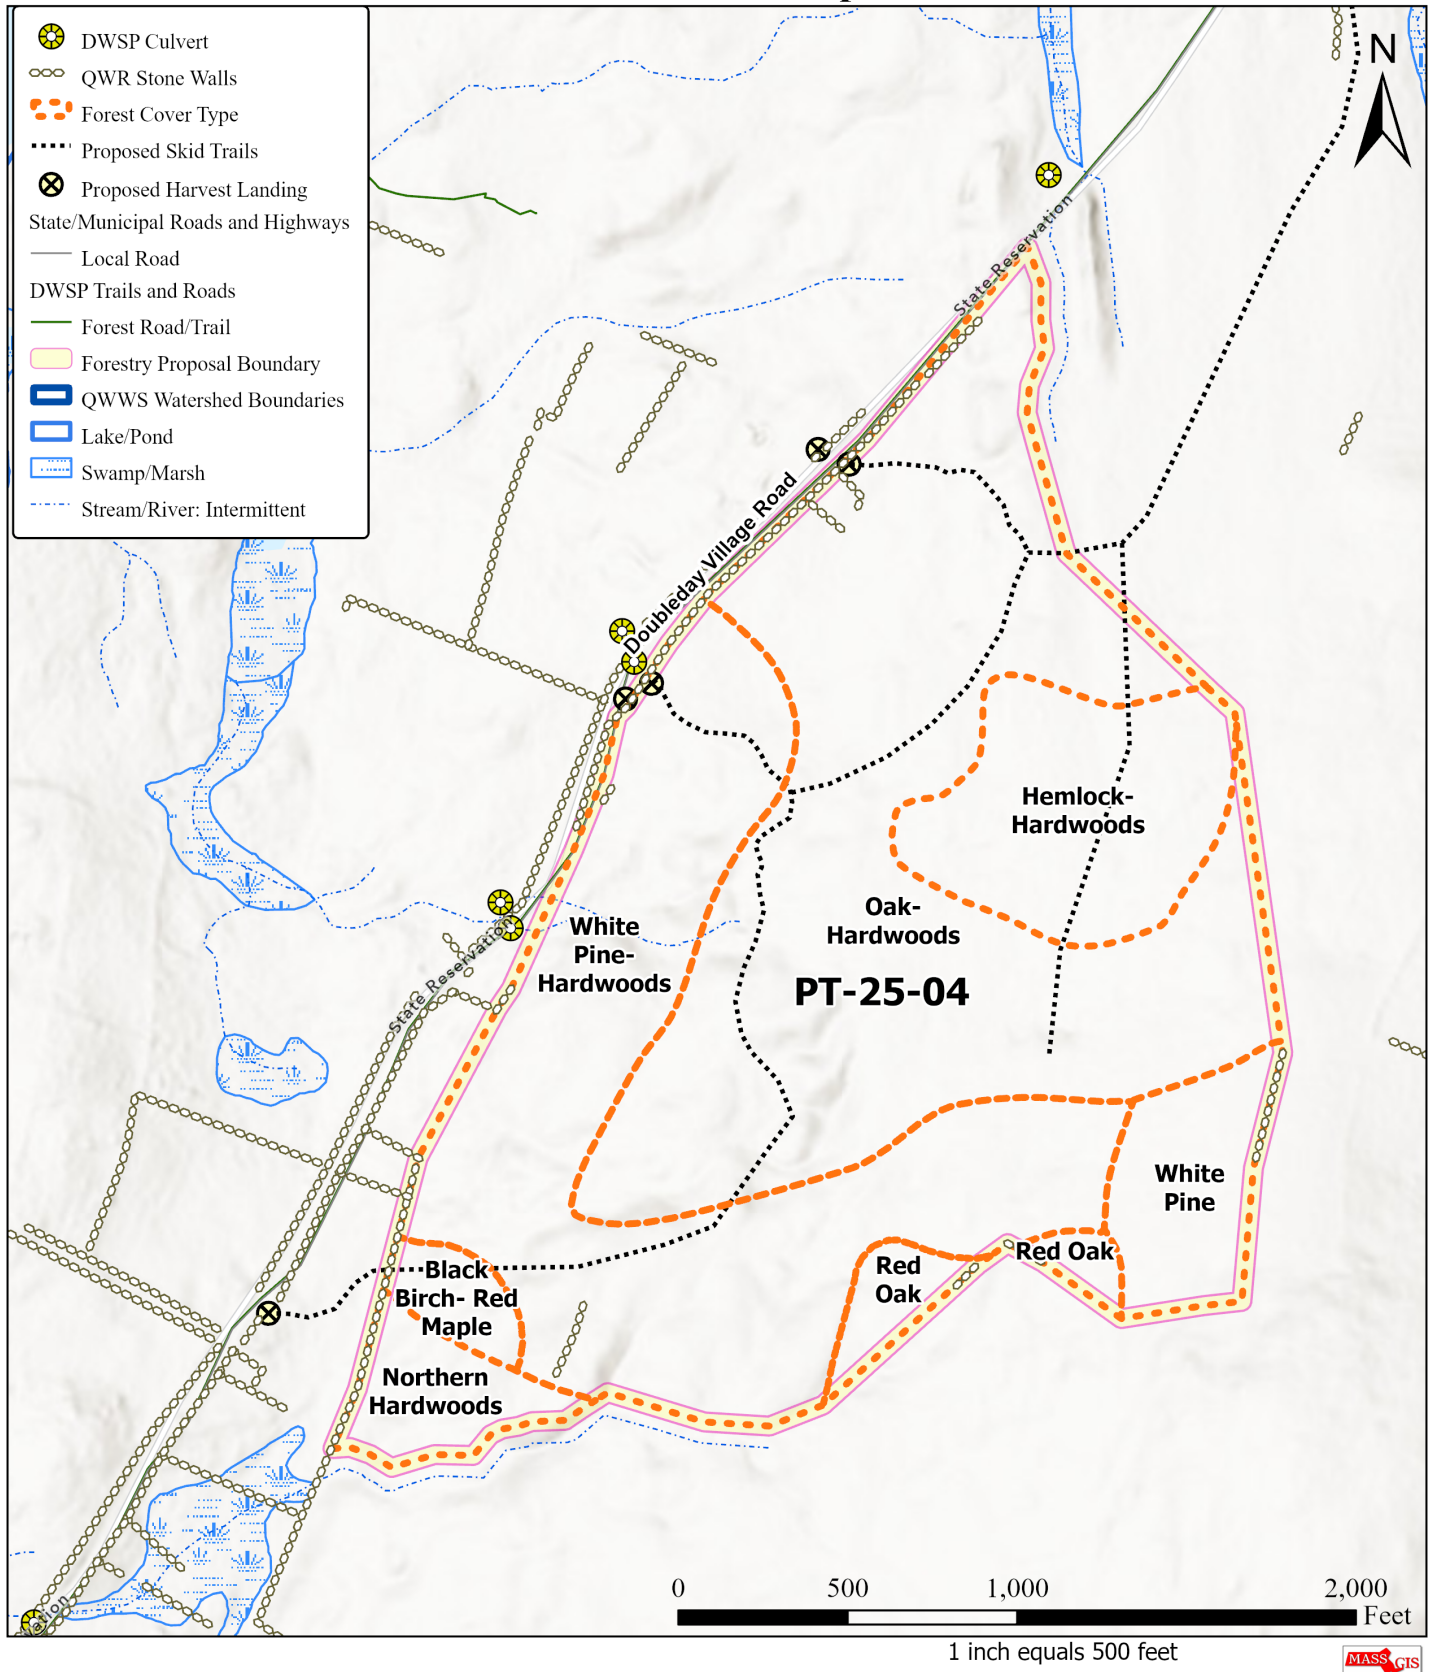 DWSP Culvert
QWR Stone Walls
Forest Cover Type
Proposed Skid Trails
Proposed Harvest Landing
State/Municipal Roads and Highways
Local Road
DWSP Trails and Roads
Forest Road/Trail
Forestry Proposal Boundary
QWWS Watershed Boundaries
Lake/Pond
Swamp/Marsh
Stream/River: Intermittent
N
State Reservation
Doubleday Village Road
Hemlock-
Hardwoods
Oak-
Hardwoods
White
Pine-
Hardwoods
PT-25-04
State Reservation
White
Pine
Red Oak
Red
Oak
Black
Birch- Red
Maple
Northern
Hardwoods
0 500 1,000 2,000
Feet
1 inch equals 500 feet
MASS GIS